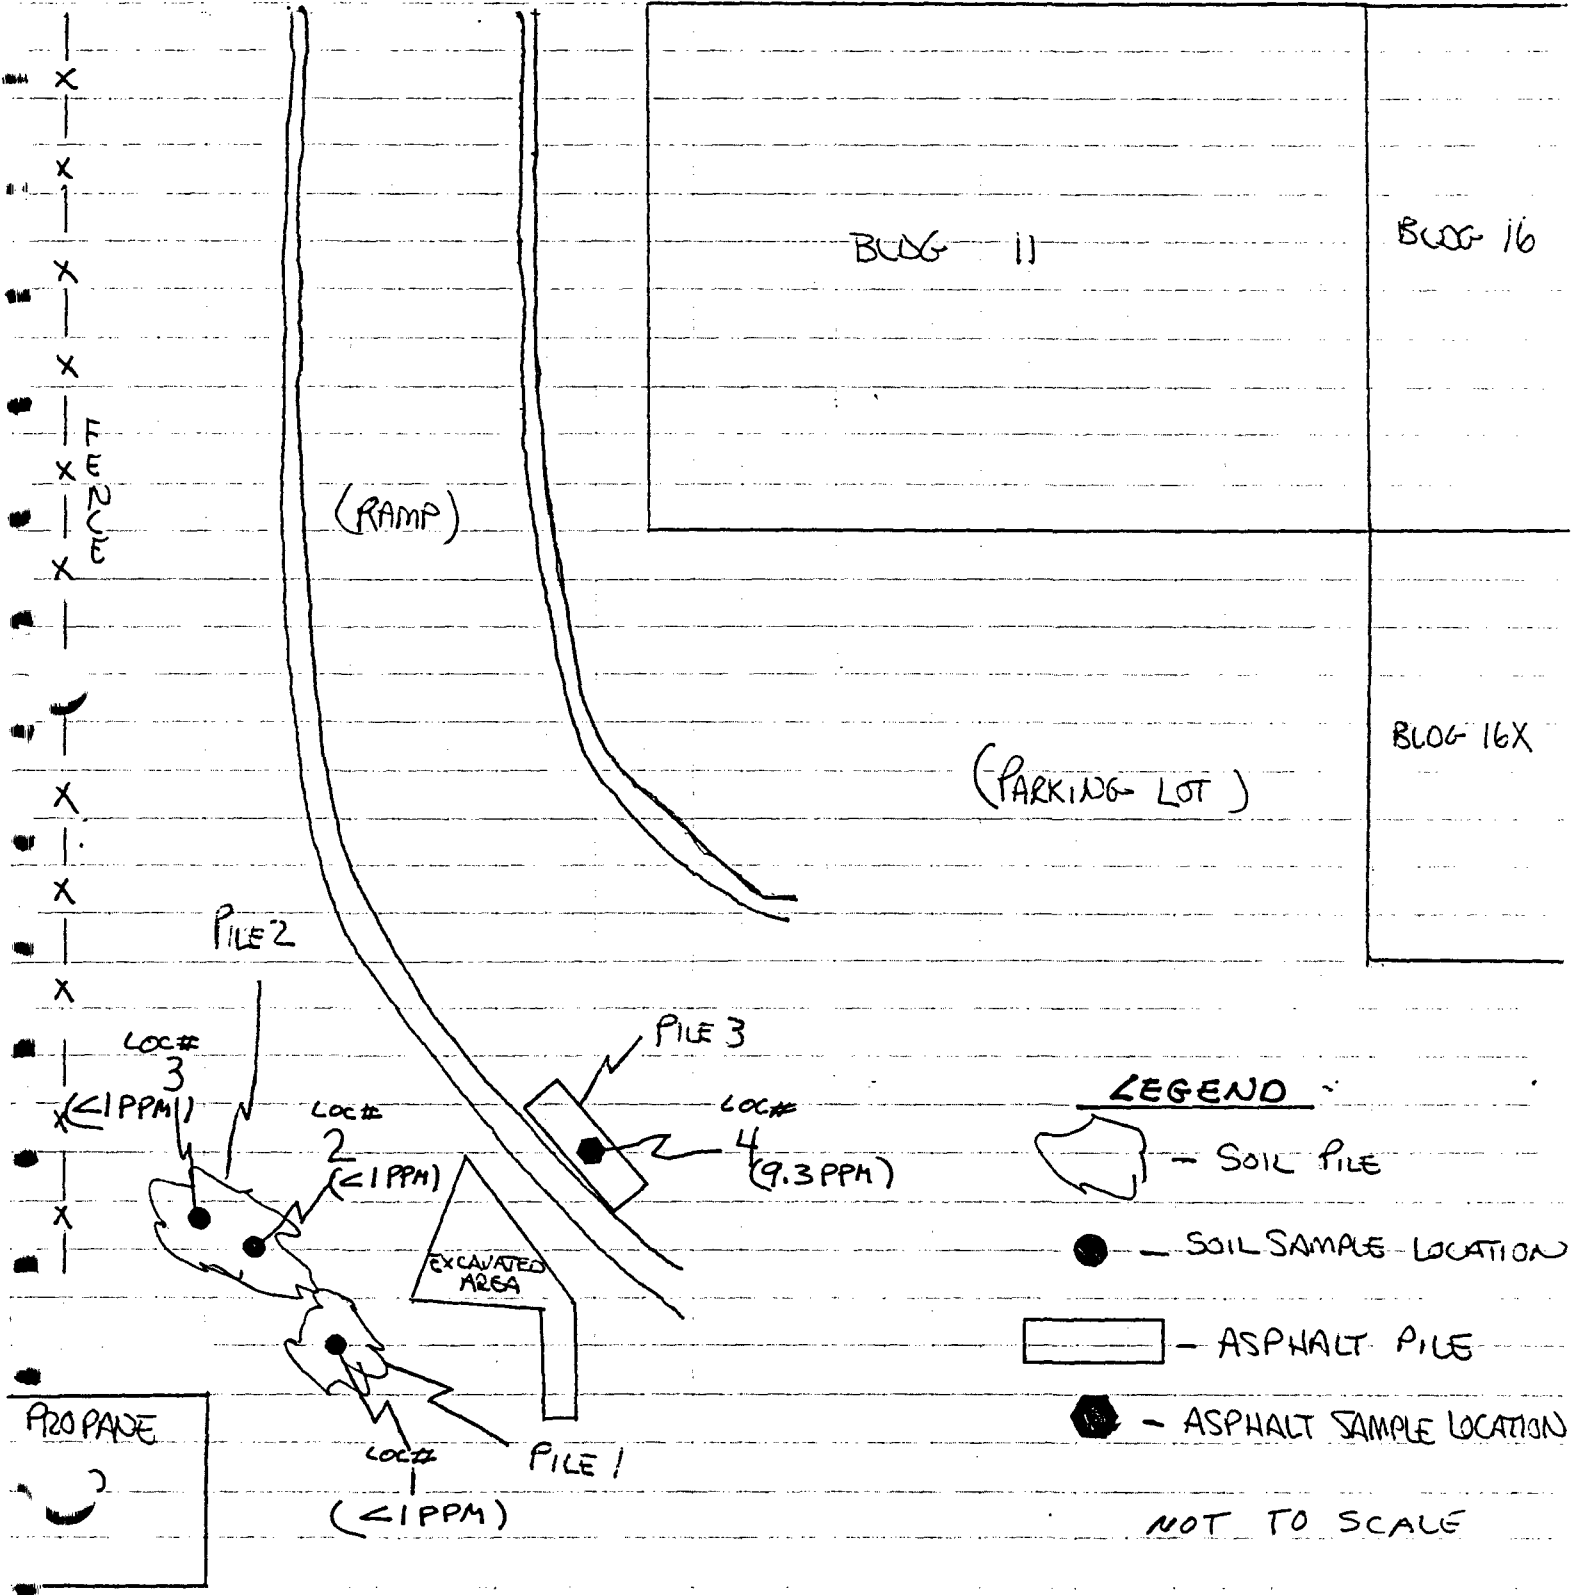 BLDG 11
BLDG 16
FENCE
(RAMP)
BLDG 16X
(PARKING LOT)
PILE 2
PILE 3
LOC#
3
(<1PPM)
LOC#
2
(<1PPM)
LOC#
4
(9.3PPM)
EXCAVATED
AREA
LEGEND
- SOIL PILE
- SOIL SAMPLE LOCATION
- ASPHALT PILE
- ASPHALT SAMPLE LOCATION
PROPANE
LOC#
1
(<1PPM)
PILE 1
NOT TO SCALE